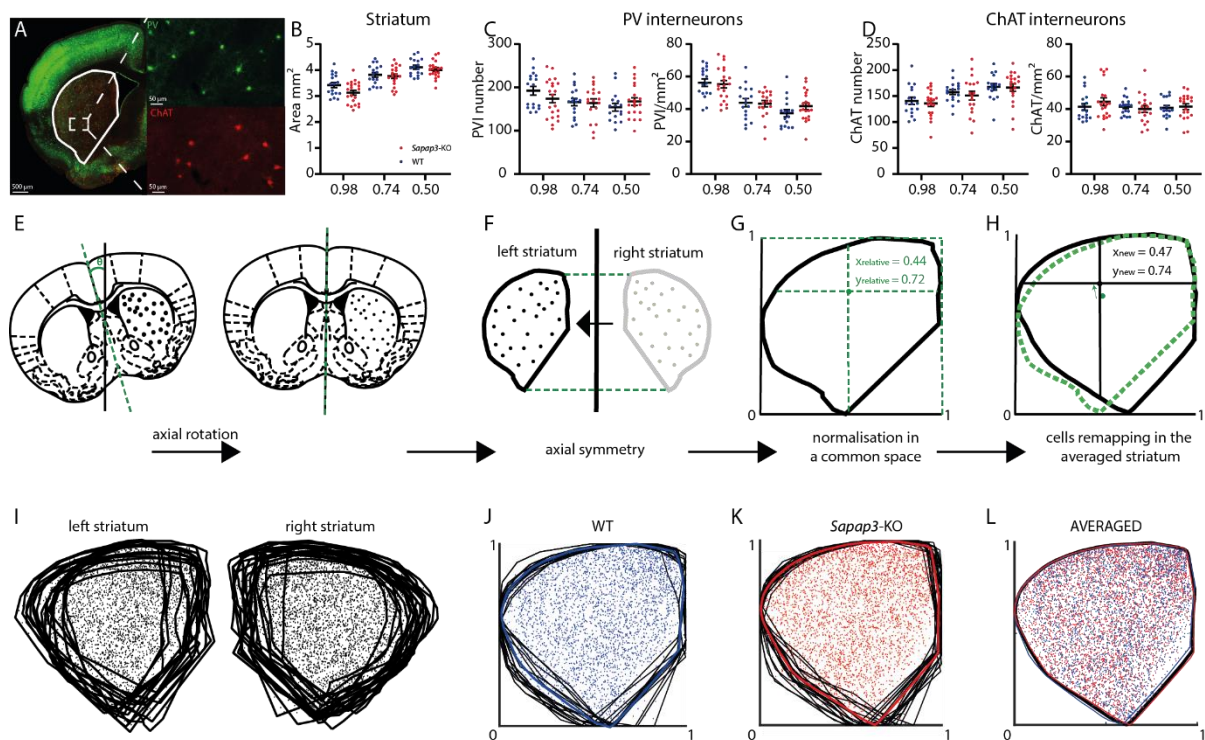 A
PV
500 µm
50 µm
ChAT
50 µm
B
Striatum
Area mm²
5
4
3
2
1
0
0.98
0.74
0.50
Sapap3-KO
WT
PV interneurons
C
PVI number
300
200
100
0
0.98
0.74
0.50
PVI/mm²
80
60
40
20
0
0.98
0.74
0.50
ChAT interneurons
D
ChAT number
250
200
150
100
50
0
0.98
0.74
0.50
ChAT/mm²
80
60
40
20
0
0.98
0.74
0.50
E
θ
axial rotation
F
left striatum
right striatum
axial symmetry
G
1
xrelative = 0.44
yrelative = 0.72
0
1
normalisation in
a common space
H
1
xnew = 0.47
ynew = 0.74
0
1
cells remapping in the
averaged striatum
I
left striatum
right striatum
J
WT
1
0
1
K
Sapap3-KO
1
0
1
L
AVERAGED
1
0
1